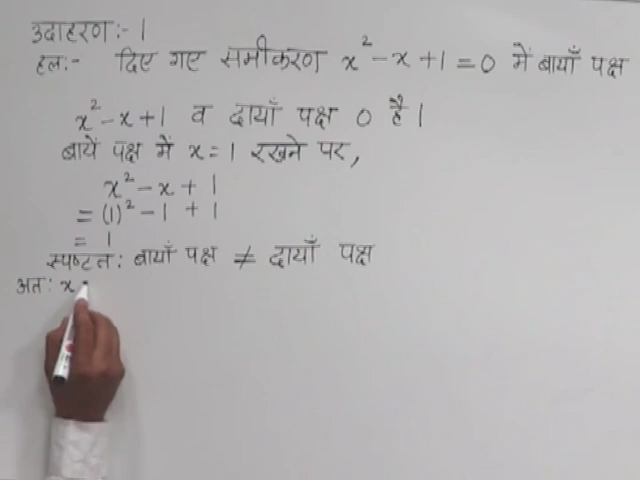 उदाहरण:- 1
हल:- दिए गए समीकरण x² - x + 1 = 0 में बायाँ पक्ष
x² - x + 1 व दायाँ पक्ष 0 है।
बायें पक्ष में x = 1 रखने पर,
x² - x + 1
= (1)² - 1 + 1
= 1
स्पष्टत: बायाँ पक्ष ≠ दायाँ पक्ष
अत: x